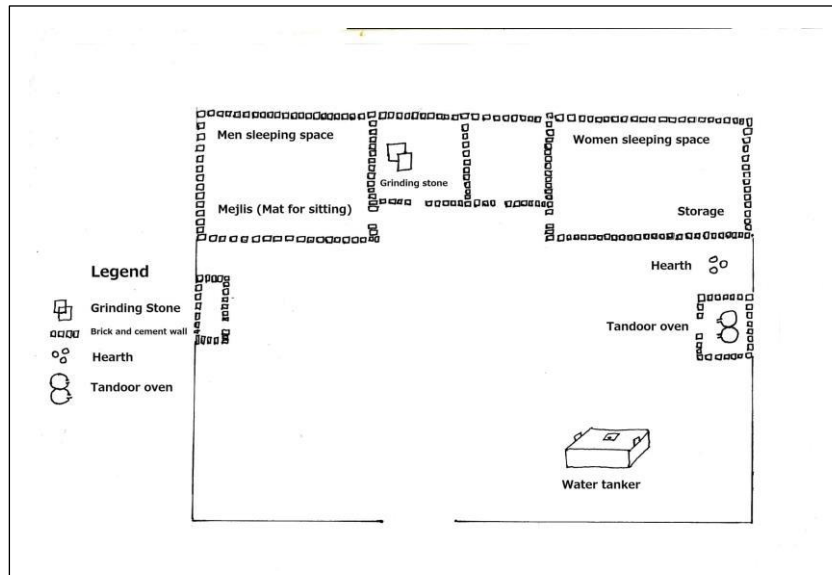 Men sleeping space
Women sleeping space
Grinding stone
Mejlis (Mat for sitting)
Storage
Hearth
Legend
Grinding Stone
Tandoor oven
Brick and cement wall
Hearth
Tandoor oven
Water tanker